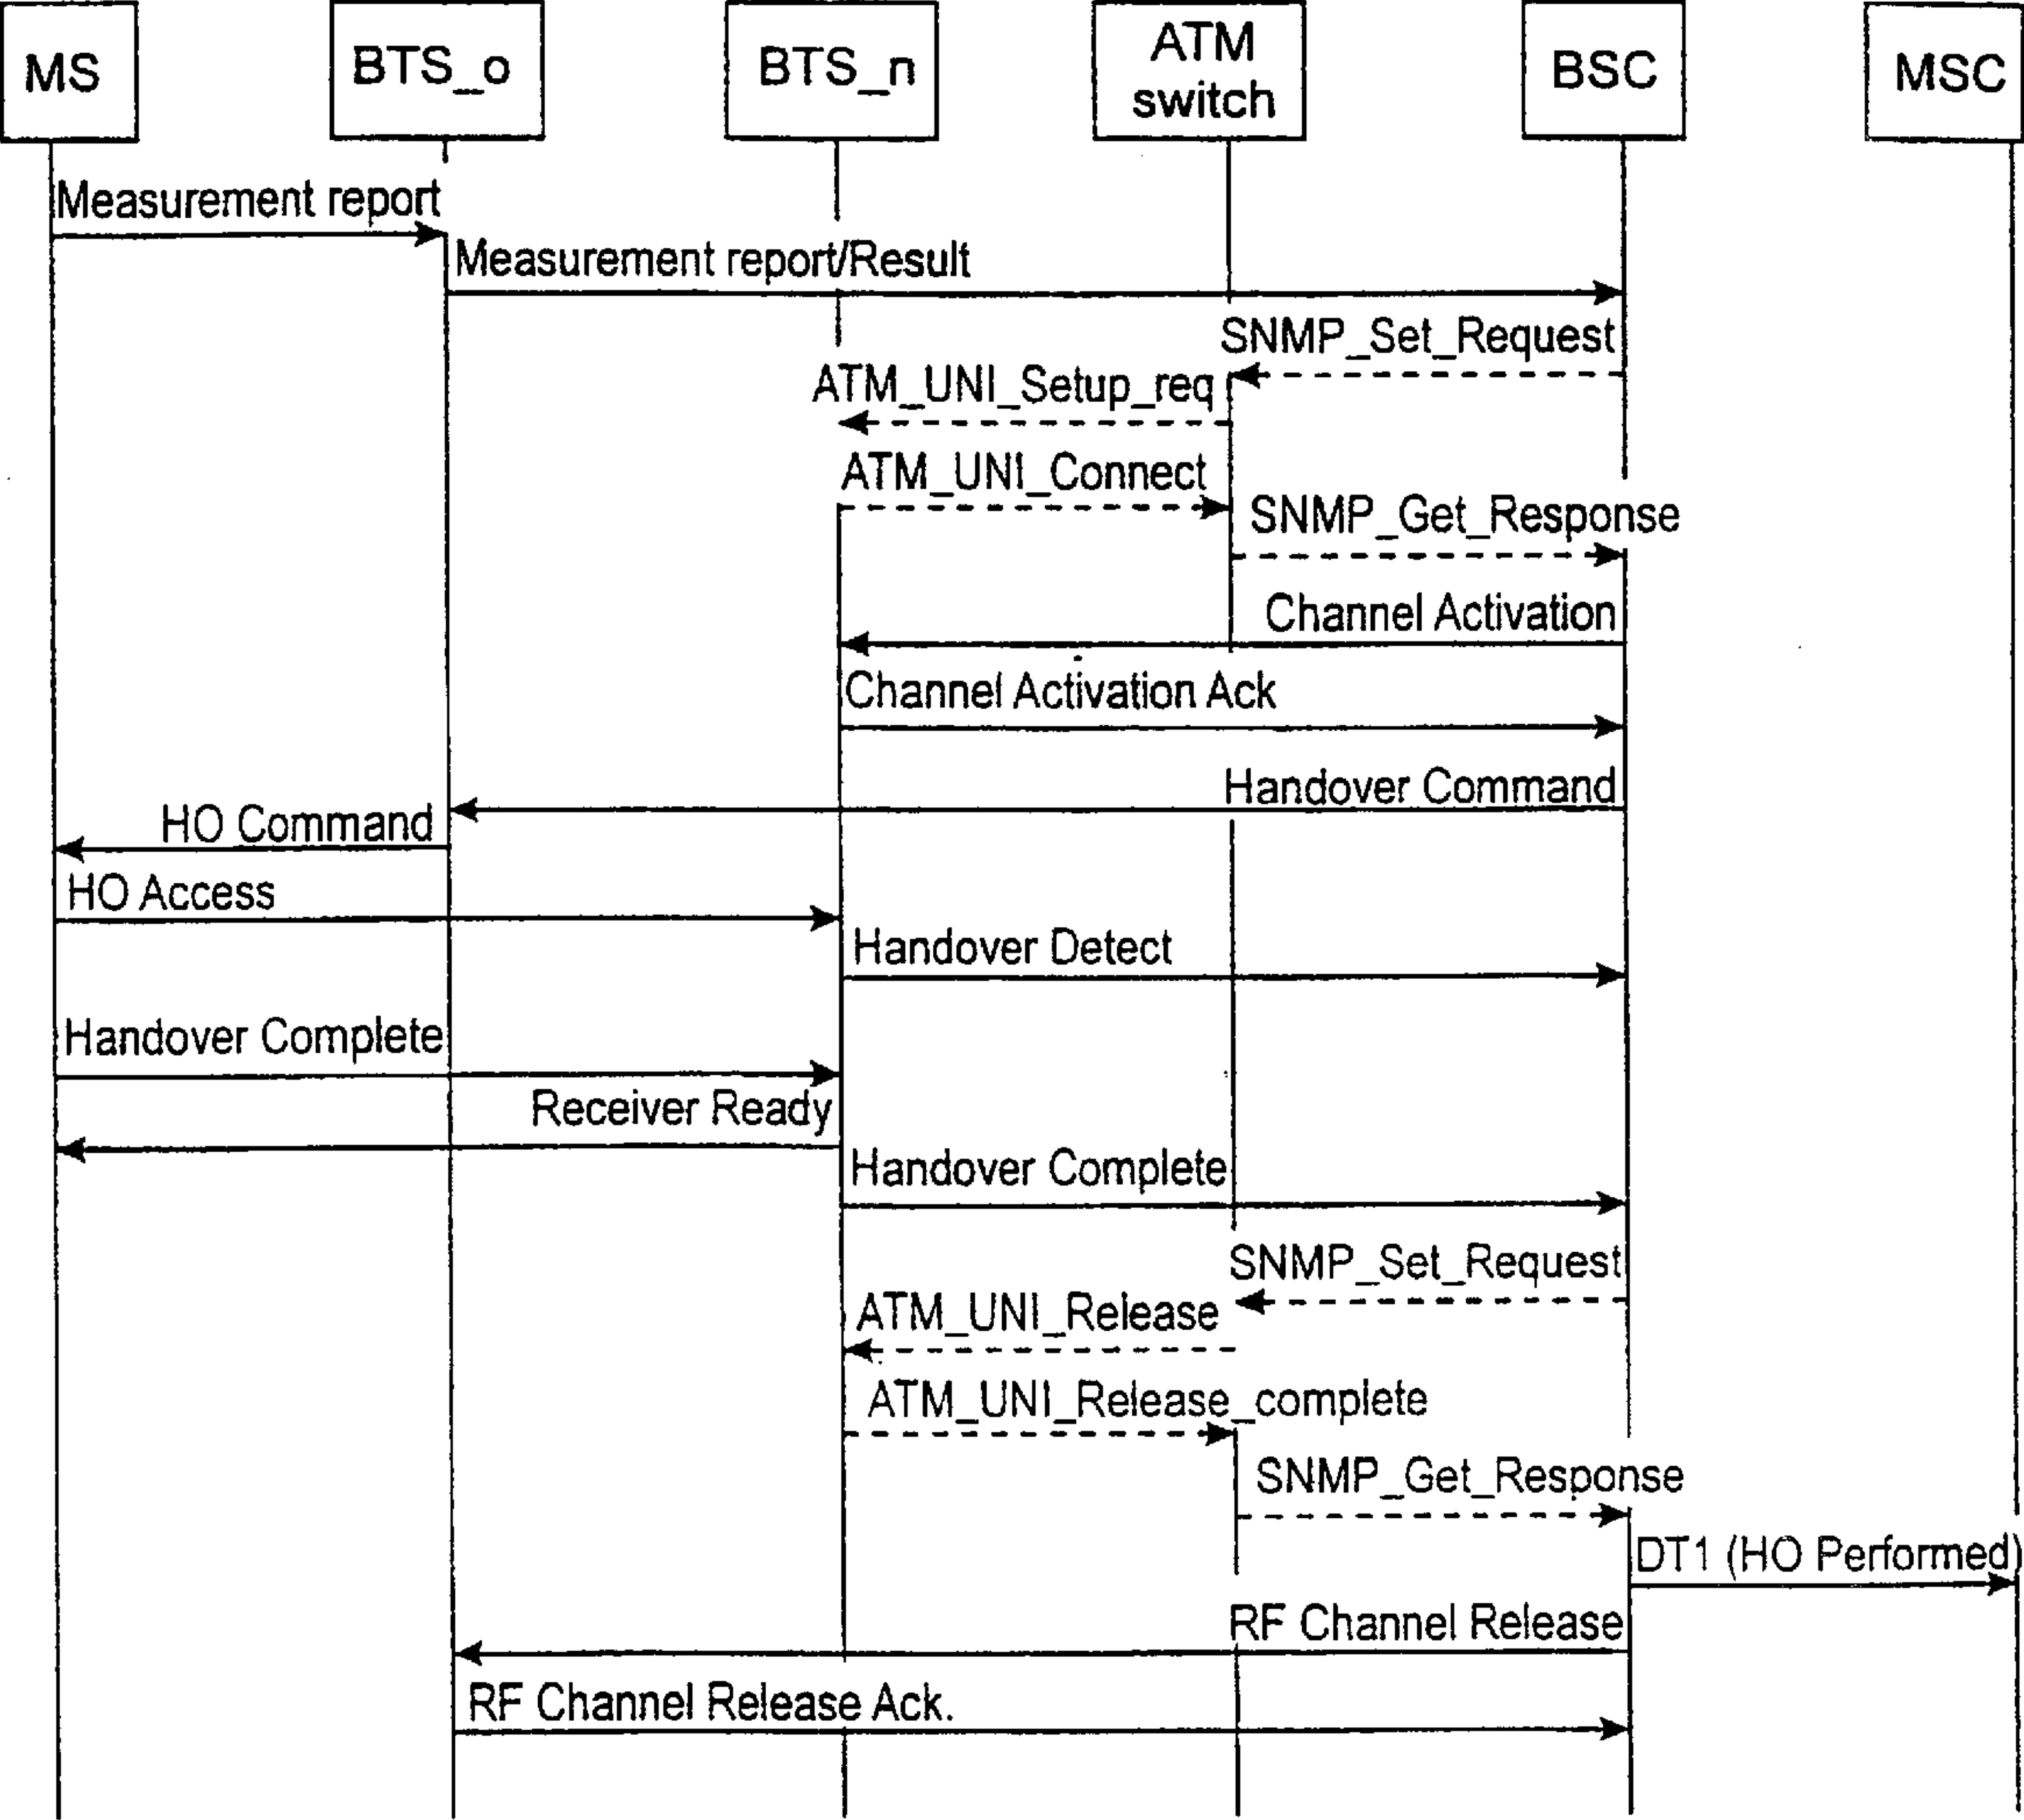 MS
BTS_o
BTS_n
ATM
switch
BSC
MSC
Measurement report
Measurement report/Result
SNMP_Set_Request
ATM_UNI_Setup_req
ATM_UNI_Connect
SNMP_Get_Response
Channel Activation
Channel Activation Ack
Handover Command
HO Command
HO Access
Handover Detect
Handover Complete
Receiver Ready
Handover Complete
SNMP_Set_Request
ATM_UNI_Release
ATM_UNI_Release_complete
SNMP_Get_Response
DT1 (HO Performed)
RF Channel Release
RF Channel Release Ack.